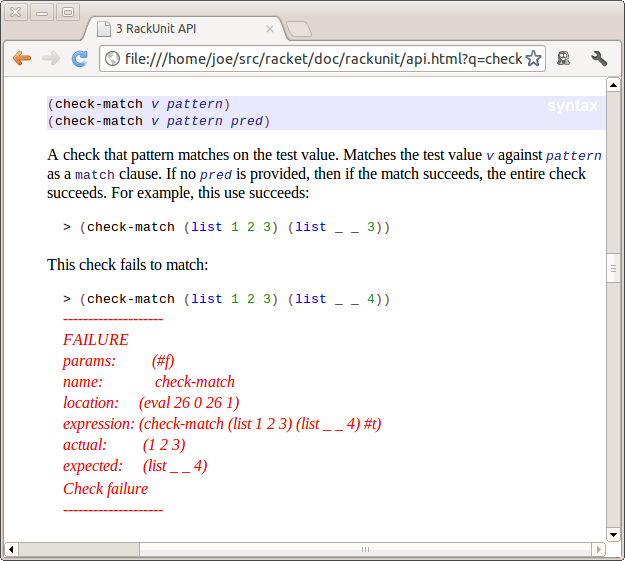 3 RackUnit API
file:///home/joe/src/racket/doc/rackunit/api.html?q=check
(check-match v pattern) syntax
(check-match v pattern pred)
A check that pattern matches on the test value. Matches the test value v against pattern
as a match clause. If no pred is provided, then if the match succeeds, the entire check
succeeds. For example, this use succeeds:
> (check-match (list 1 2 3) (list _ _ 3))
This check fails to match:
> (check-match (list 1 2 3) (list _ _ 4))
--------------------
FAILURE
params: (#f)
name: check-match
location: (eval 26 0 26 1)
expression: (check-match (list 1 2 3) (list _ _ 4) #t)
actual: (1 2 3)
expected: (list _ _ 4)
Check failure
--------------------